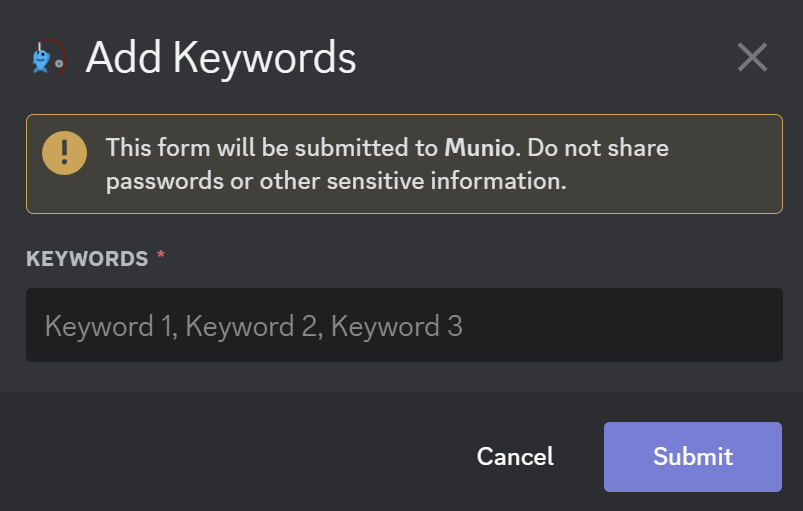 Add Keywords
This form will be submitted to Munio. Do not share
passwords or other sensitive information.
KEYWORDS *
Keyword 1, Keyword 2, Keyword 3
Cancel
Submit